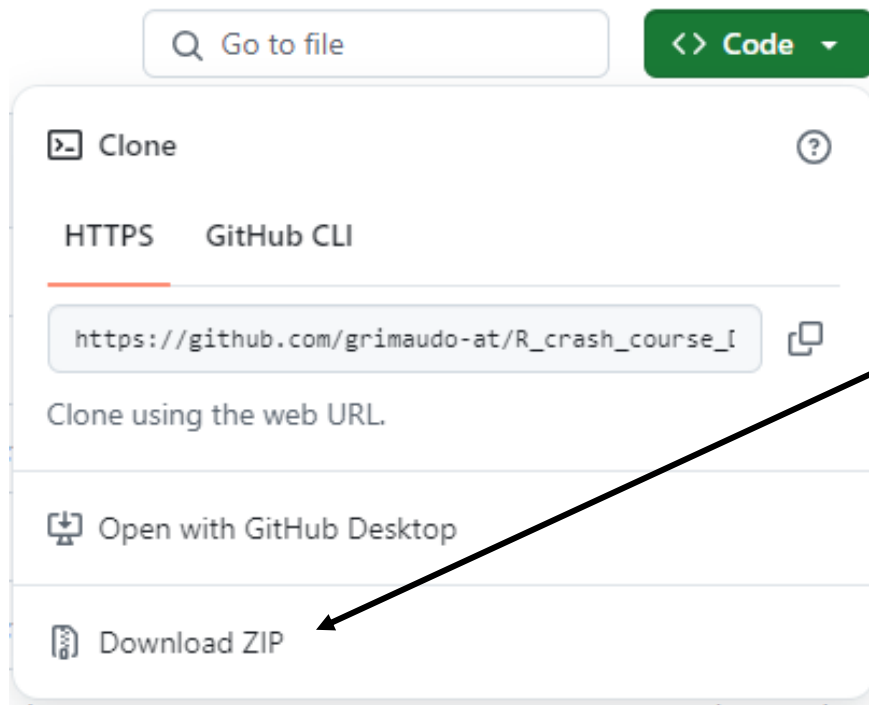 Go to file
<> Code
Clone
HTTPS GitHub CLI
https://github.com/grimaudo-at/R_crash_course_
Clone using the web URL.
Open with GitHub Desktop
Download ZIP